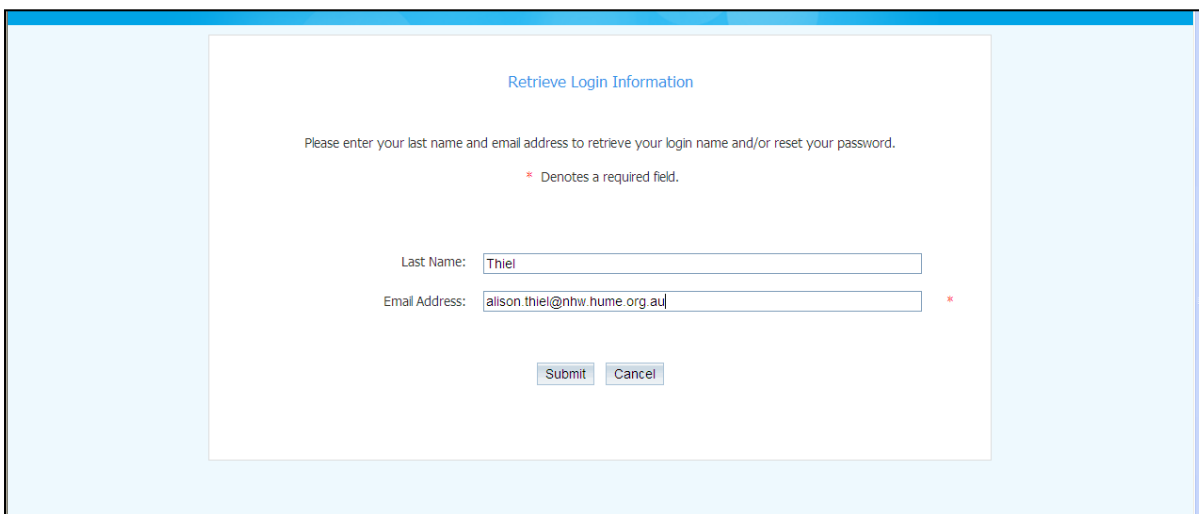 Retrieve Login Information
Please enter your last name and email address to retrieve your login name and/or reset your password.
* Denotes a required field.
Last Name: Thiel
Email Address: alison.thiel@nhw.hume.org.au *
Submit Cancel